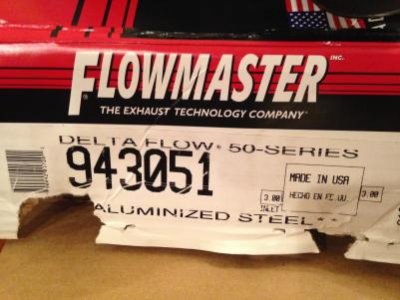 FLOWMASTER INC.
THE EXHAUST TECHNOLOGY COMPANY
DELTA FLOW® 50-SERIES
943051
MADE IN USA
3.00 HECHO EN EE.UU. 3.00
INLET
ALUMINIZED STEEL